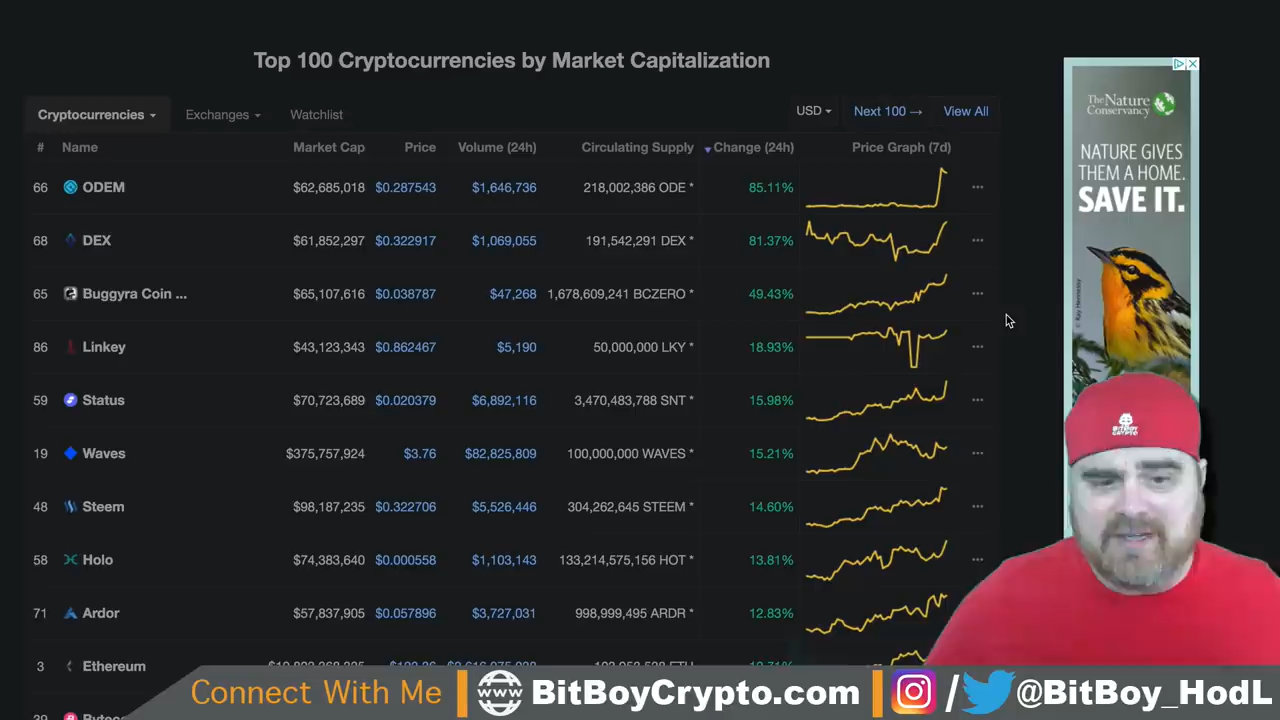 Top 100 Cryptocurrencies by Market Capitalization
Cryptocurrencies Exchanges Watchlist USD Next 100 → View All
# Name Market Cap Price Volume (24h) Circulating Supply Change (24h) Price Graph (7d)
66 ODEM $62,685,018 $0.287543 $1,646,736 218,002,386 ODE * 85.11%
68 DEX $61,852,297 $0.322917 $1,069,055 191,542,291 DEX * 81.37%
65 Buggyra Coin ... $65,107,616 $0.038787 $47,268 1,678,609,241 BCZERO * 49.43%
86 Linkey $43,123,343 $0.862467 $5,190 50,000,000 LKY * 18.93%
59 Status $70,723,689 $0.020379 $6,892,116 3,470,483,788 SNT * 15.98%
19 Waves $375,757,924 $3.76 $82,825,809 100,000,000 WAVES * 15.21%
48 Steem $98,187,235 $0.322706 $5,526,446 304,262,645 STEEM * 14.60%
58 Holo $74,383,640 $0.000558 $1,103,143 133,214,575,156 HOT * 13.81%
71 Ardor $57,837,905 $0.057896 $3,727,031 998,999,495 ARDR * 12.83%
3 Ethereum
The Nature
Conservancy
NATURE GIVES
THEM A HOME.
SAVE IT.
BITBOY
CRYPTO
Connect With Me BitBoyCrypto.com / @BitBoy_HodL